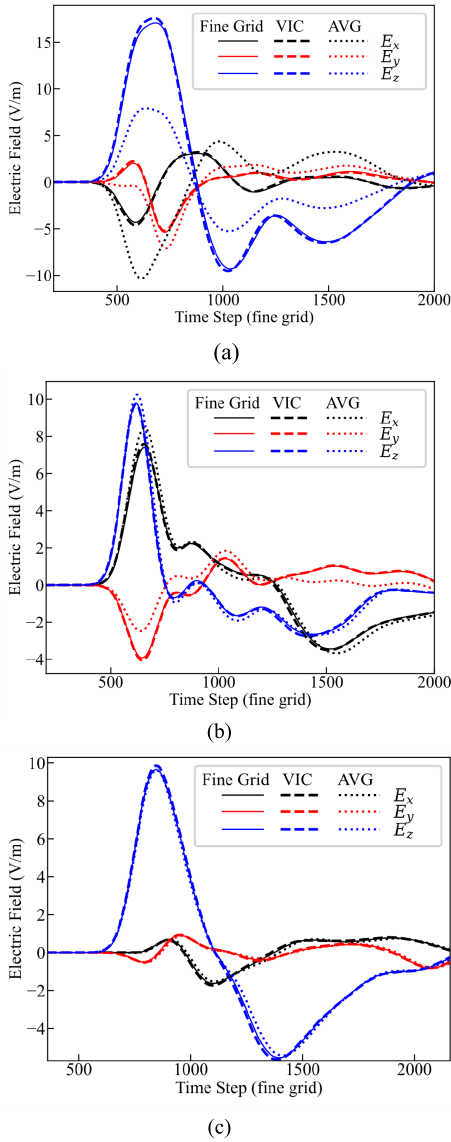 Fine Grid VIC AVG
Ex
Ey
Ez
Electric Field (V/m)
15
10
5
0
−5
−10
500 1000 1500 2000
Time Step (fine grid)
(a)
Fine Grid VIC AVG
Ex
Ey
Ez
Electric Field (V/m)
10
8
6
4
2
0
−2
−4
500 1000 1500 2000
Time Step (fine grid)
(b)
Fine Grid VIC AVG
Ex
Ey
Ez
Electric Field (V/m)
10
8
6
4
2
0
−2
−4
500 1000 1500 2000
Time Step (fine grid)
(c)